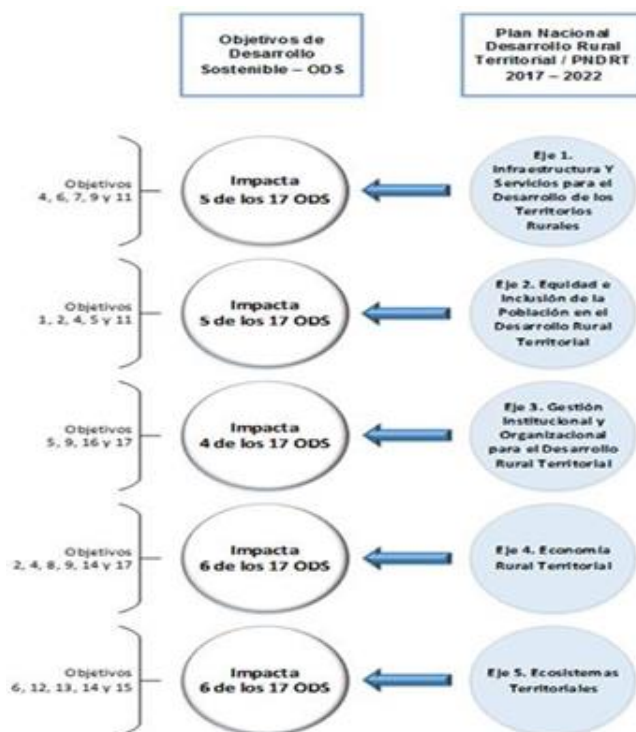 Objetivos de
Desarrollo
Sostenible – ODS
Plan Nacional
Desarrollo Rural
Territorial / PNDRT
2017 – 2022
Objetivos
4, 6, 7, 9 y 11
Impacta
5 de los 17 ODS
Eje 1.
Infraestructura Y
Servicios para el
Desarrollo de los
Territorios
Rurales
Objetivos
1, 2, 4, 5 y 11
Impacta
5 de los 17 ODS
Eje 2. Equidad e
Inclusión de la
Población en el
Desarrollo Rural
Territorial
Objetivos
5, 9, 16 y 17
Impacta
4 de los 17 ODS
Eje 3. Gestión
Institucional y
Organizacional
para el Desarrollo
Rural Territorial
Objetivos
2, 4, 8, 9, 14 y 17
Impacta
6 de los 17 ODS
Eje 4. Economía
Rural Territorial
Objetivos
6, 12, 13, 14 y 15
Impacta
6 de los 17 ODS
Eje 5. Ecosistemas
Territoriales